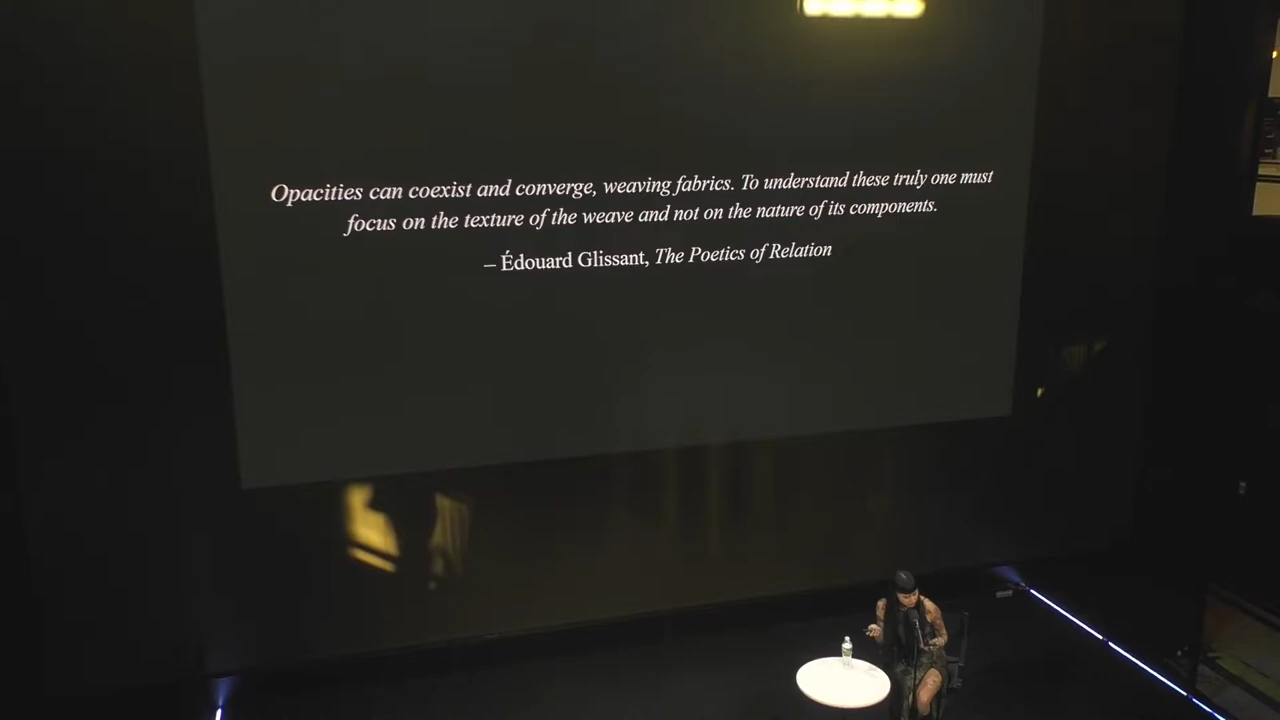 Opacities can coexist and converge, weaving fabrics. To understand these truly one must
focus on the texture of the weave and not on the nature of its components.
– Édouard Glissant, The Poetics of Relation